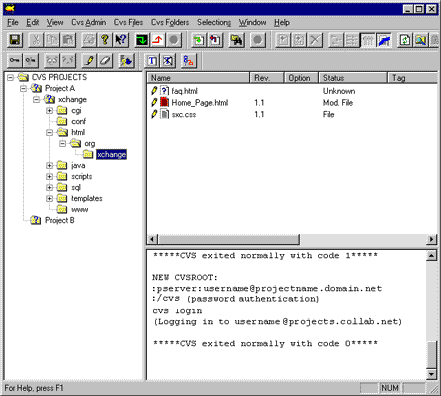 File Edit View Cvs Admin Cvs Files Cvs Folders Selections Window Help
CVS PROJECTS
Project A
xchange
cgi
conf
html
org
xchange
java
scripts
sql
templates
www
Project B
Name Rev. Option Status Tag
faq.html Unknown
Home_Page.html 1.1 Mod. File
sxc.css 1.1 File
*****CVS exited normally with code 1*****
NEW CVSROOT:
:pserver:username@projectname.domain.net
:/cvs (password authentication)
cvs login
(Logging in to username@projects.collab.net)
*****CVS exited normally with code 0*****
For Help, press F1 NUM